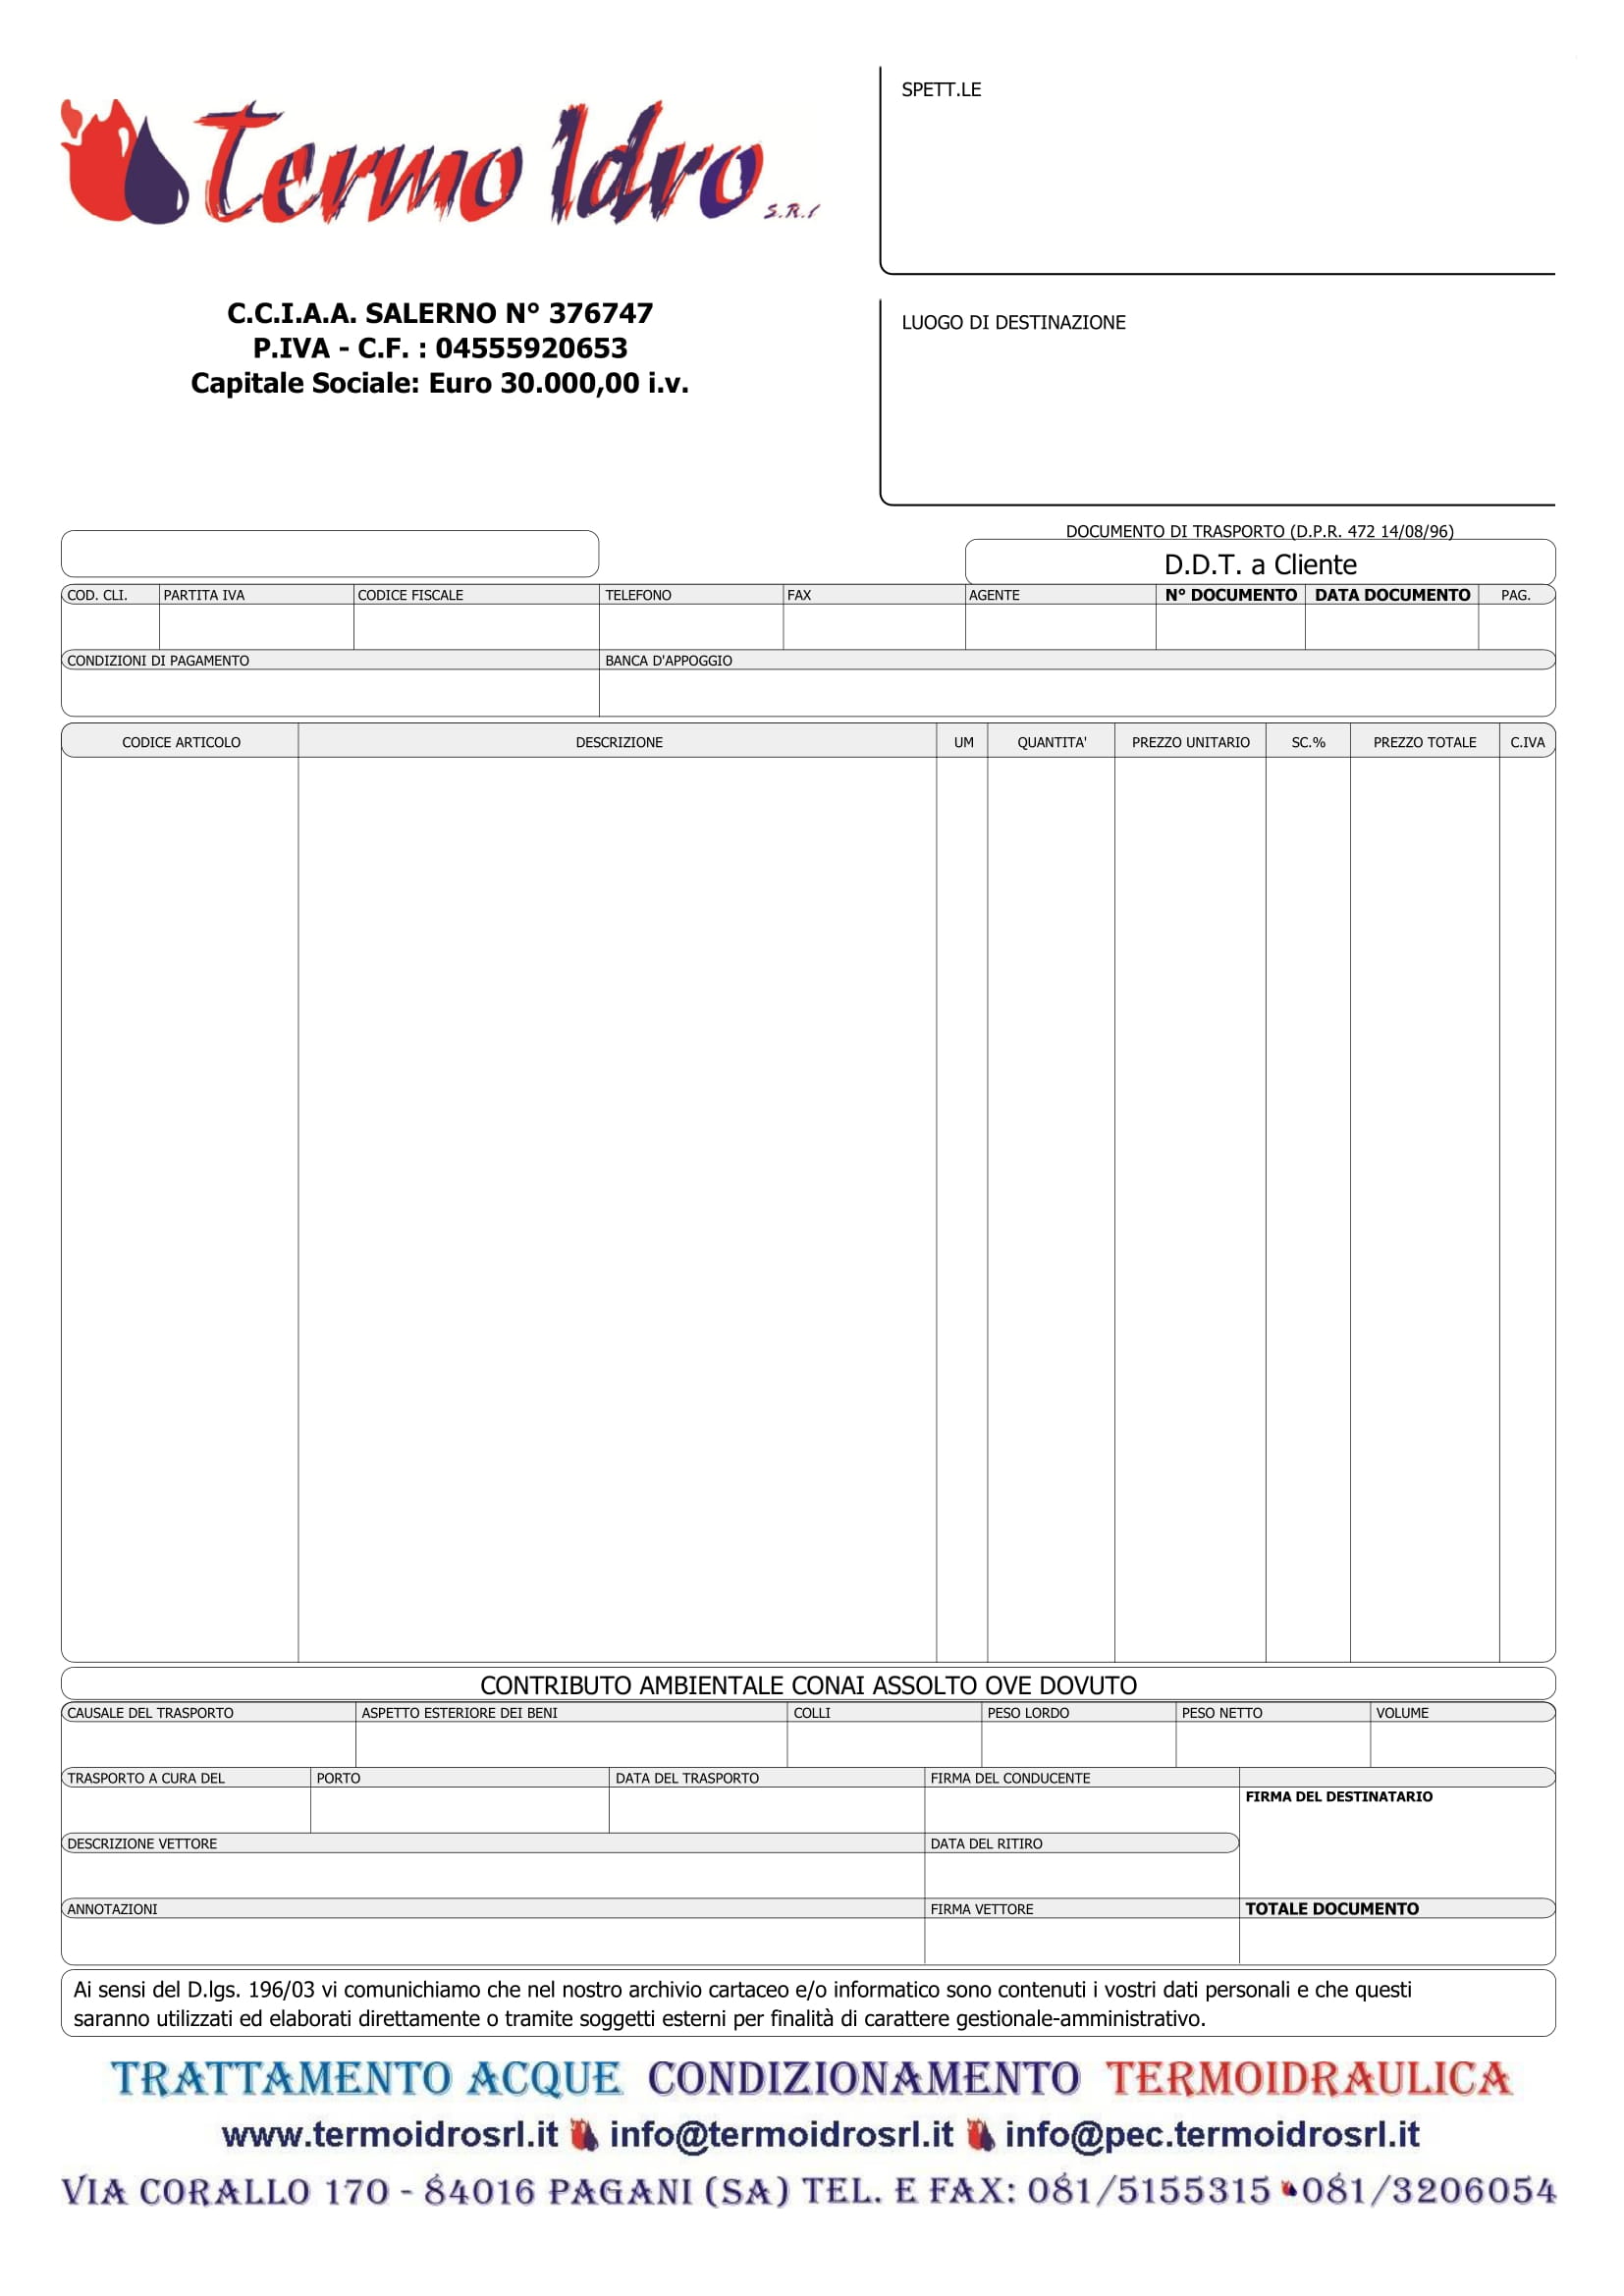 Termo Idro S.R.l
SPETT.LE
C.C.I.A.A. SALERNO N° 376747
P.IVA - C.F. : 04555920653
Capitale Sociale: Euro 30.000,00 i.v.
LUOGO DI DESTINAZIONE
DOCUMENTO DI TRASPORTO (D.P.R. 472 14/08/96)
D.D.T. a Cliente
COD. CLI. PARTITA IVA CODICE FISCALE TELEFONO FAX AGENTE N° DOCUMENTO DATA DOCUMENTO PAG.
CONDIZIONI DI PAGAMENTO BANCA D'APPOGGIO
CODICE ARTICOLO DESCRIZIONE UM QUANTITA' PREZZO UNITARIO SC.% PREZZO TOTALE C.IVA
CONTRIBUTO AMBIENTALE CONAI ASSOLTO OVE DOVUTO
CAUSALE DEL TRASPORTO ASPETTO ESTERIORE DEI BENI COLLI PESO LORDO PESO NETTO VOLUME
TRASPORTO A CURA DEL PORTO DATA DEL TRASPORTO FIRMA DEL CONDUCENTE
FIRMA DEL DESTINATARIO
DESCRIZIONE VETTORE DATA DEL RITIRO
ANNOTAZIONI FIRMA VETTORE TOTALE DOCUMENTO
Ai sensi del D.lgs. 196/03 vi comunichiamo che nel nostro archivio cartaceo e/o informatico sono contenuti i vostri dati personali e che questi
saranno utilizzati ed elaborati direttamente o tramite soggetti esterni per finalità di carattere gestionale-amministrativo.
TRATTAMENTO ACQUE CONDIZIONAMENTO TERMOIDRAULICA
www.termoidrosrl.it info@termoidrosrl.it info@pec.termoidrosrl.it
VIA CORALLO 170 - 84016 PAGANI (SA) TEL. E FAX: 081/5155315 081/3206054